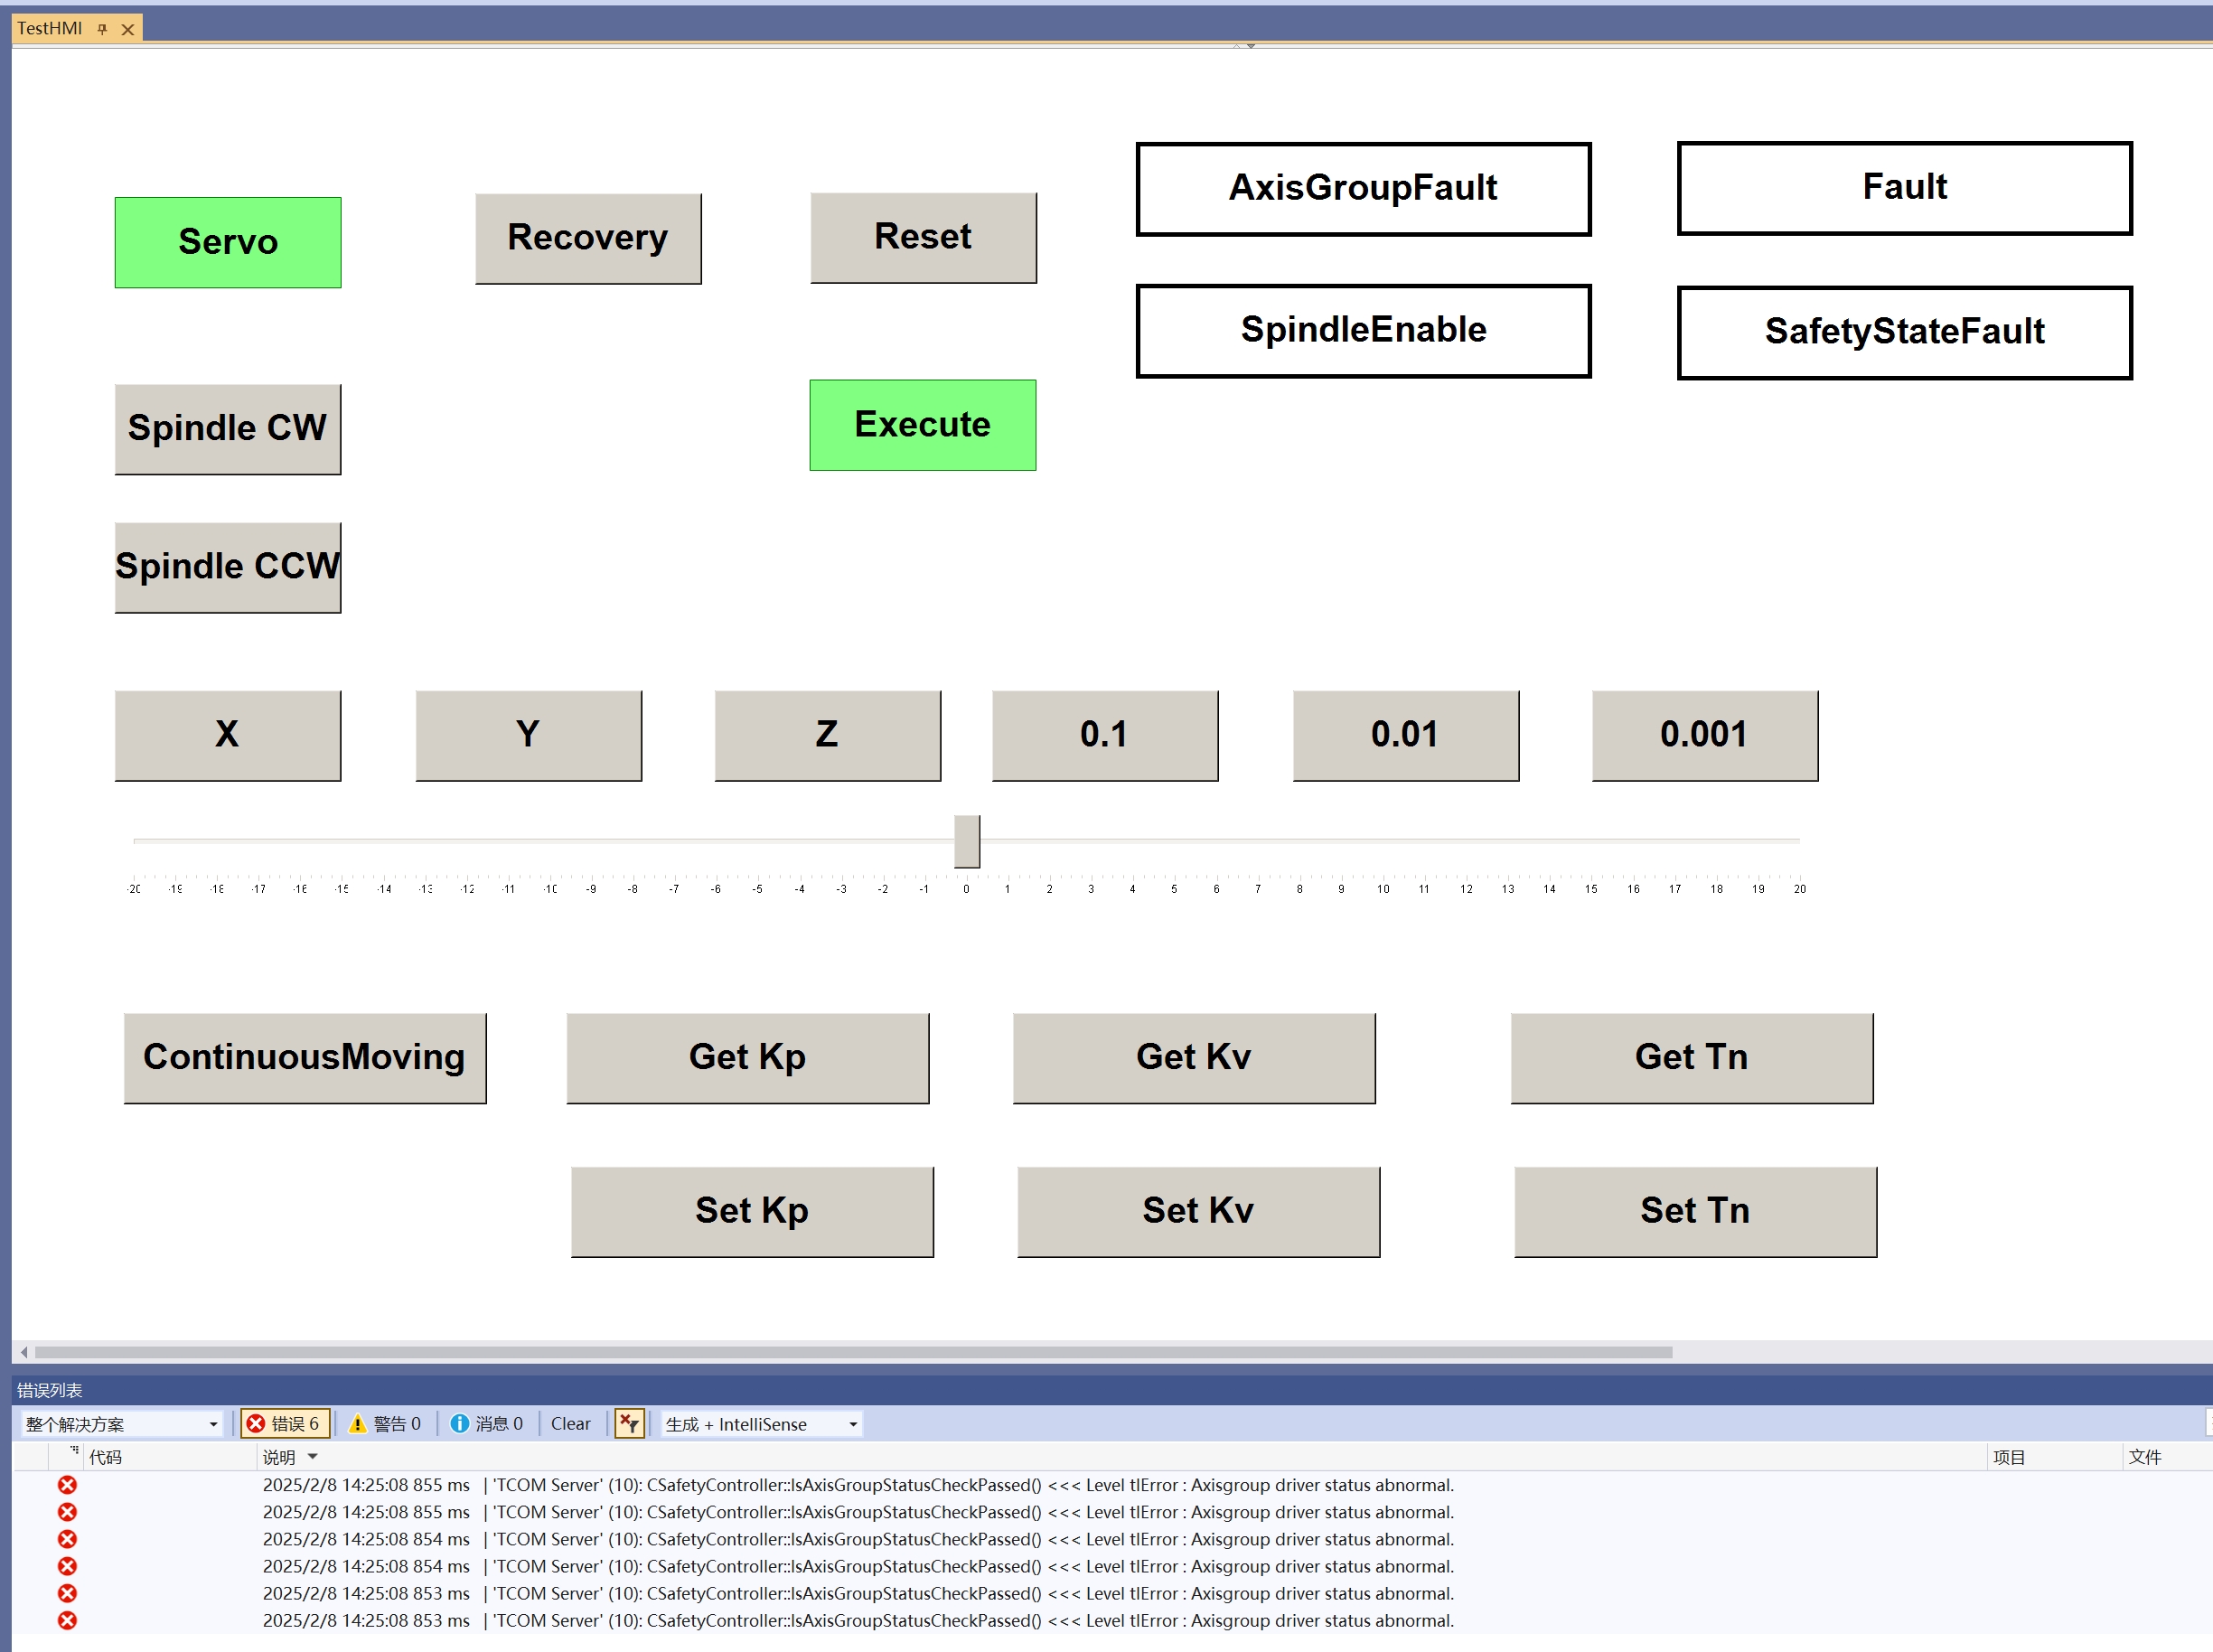 TestHMI
AxisGroupFault
Fault
Servo
Recovery
Reset
SpindleEnable
SafetyStateFault
Spindle CW
Execute
Spindle CCW
X Y Z 0.1 0.01 0.001
-20 -19 -18 -17 -16 -15 -14 -13 -12 -11 -10 -9 -8 -7 -6 -5 -4 -3 -2 -1 0 1 2 3 4 5 6 7 8 9 10 11 12 13 14 15 16 17 18 19 20
ContinuousMoving Get Kp Get Kv Get Tn
Set Kp Set Kv Set Tn
错误列表
整个解决方案 错误 6 警告 0 消息 0 Clear 生成 + IntelliSense
代码 说明 项目 文件
2025/2/8 14:25:08 855 ms | 'TCOM Server' (10): CSafetyController::IsAxisGroupStatusCheckPassed() <<< Level tlError : Axisgroup driver status abnormal.
2025/2/8 14:25:08 855 ms | 'TCOM Server' (10): CSafetyController::IsAxisGroupStatusCheckPassed() <<< Level tlError : Axisgroup driver status abnormal.
2025/2/8 14:25:08 854 ms | 'TCOM Server' (10): CSafetyController::IsAxisGroupStatusCheckPassed() <<< Level tlError : Axisgroup driver status abnormal.
2025/2/8 14:25:08 854 ms | 'TCOM Server' (10): CSafetyController::IsAxisGroupStatusCheckPassed() <<< Level tlError : Axisgroup driver status abnormal.
2025/2/8 14:25:08 853 ms | 'TCOM Server' (10): CSafetyController::IsAxisGroupStatusCheckPassed() <<< Level tlError : Axisgroup driver status abnormal.
2025/2/8 14:25:08 853 ms | 'TCOM Server' (10): CSafetyController::IsAxisGroupStatusCheckPassed() <<< Level tlError : Axisgroup driver status abnormal.